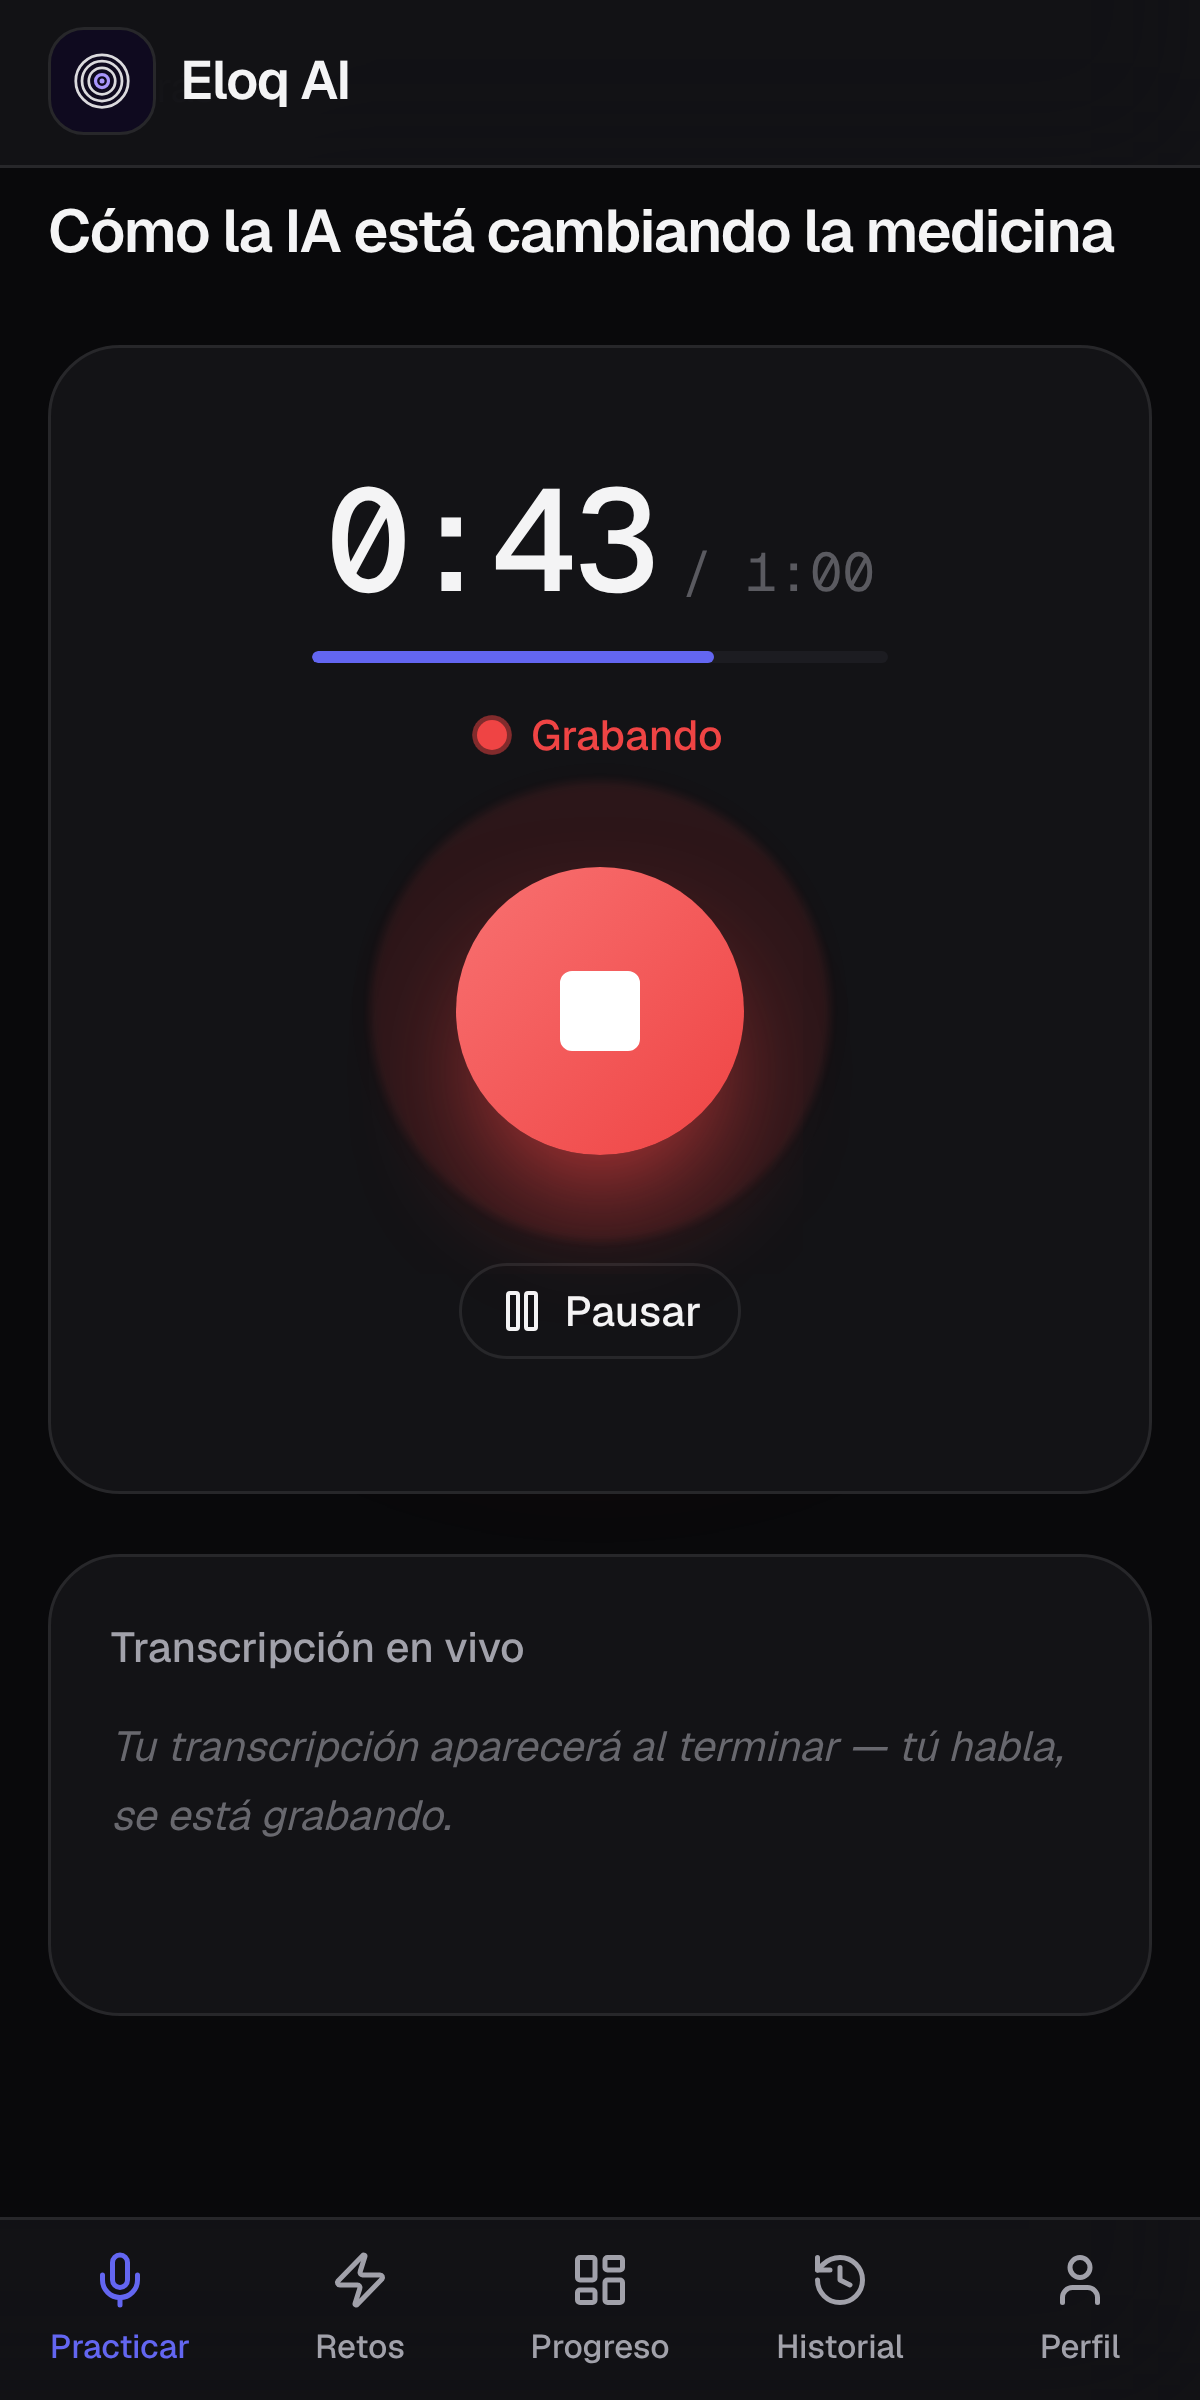 Eloq AI
Cómo la IA está cambiando la medicina
0:43 / 1:00
Grabando
Pausar
Transcripción en vivo
Tu transcripción aparecerá al terminar — tú habla,
se está grabando.
Practicar
Retos
Progreso
Historial
Perfil